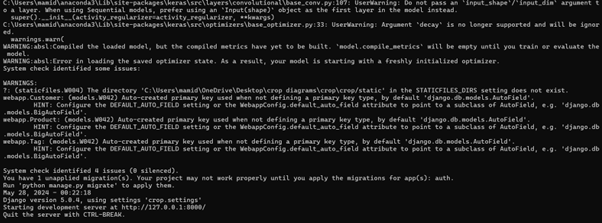 C:\Users\mamid\anaconda3\Lib\site-packages\keras\src\layers\convolutional\base_conv.py:107: UserWarning: Do not pass an `input_shape`/`input_dim` argument t
o a layer. When using Sequential models, prefer using an `Input(shape)` object as the first layer in the model instead.
super().__init__(activity_regularizer=activity_regularizer, **kwargs)
C:\Users\mamid\anaconda3\Lib\site-packages\keras\src\optimizers\base_optimizer.py:33: UserWarning: Argument 'decay' is no longer supported and will be ignor
ed.
warnings.warn(
WARNING:absl:Compiled the loaded model, but the compiled metrics have yet to be built. `model.compile_metrics` will be empty until you train or evaluate the
model.
WARNING:absl:Error in loading the saved optimizer state. As a result, your model is starting with a freshly initialized optimizer.
System check identified some issues:

WARNINGS:
?: (staticfiles.W004) The directory 'C:\Users\mamid\OneDrive\Desktop\crop diagrams\crop\crop/static' in the STATICFILES_DIRS setting does not exist.
webapp.Customer: (models.W042) Auto-created primary key used when not defining a primary key type, by default 'django.db.models.AutoField'.
HINT: Configure the DEFAULT_AUTO_FIELD setting or the WebappConfig.default_auto_field attribute to point to a subclass of AutoField, e.g. 'django.db
.models.BigAutoField'.
webapp.Product: (models.W042) Auto-created primary key used when not defining a primary key type, by default 'django.db.models.AutoField'.
HINT: Configure the DEFAULT_AUTO_FIELD setting or the WebappConfig.default_auto_field attribute to point to a subclass of AutoField, e.g. 'django.db
.models.BigAutoField'.
webapp.Tag: (models.W042) Auto-created primary key used when not defining a primary key type, by default 'django.db.models.AutoField'.
HINT: Configure the DEFAULT_AUTO_FIELD setting or the WebappConfig.default_auto_field attribute to point to a subclass of AutoField, e.g. 'django.db
.models.BigAutoField'.

System check identified 4 issues (0 silenced).
You have 1 unapplied migration(s). Your project may not work properly until you apply the migrations for app(s): auth.
Run 'python manage.py migrate' to apply them.
May 28, 2024 - 00:22:18
Django version 5.0.4, using settings 'crop.settings'
Starting development server at http://127.0.0.1:8000/
Quit the server with CTRL-BREAK.